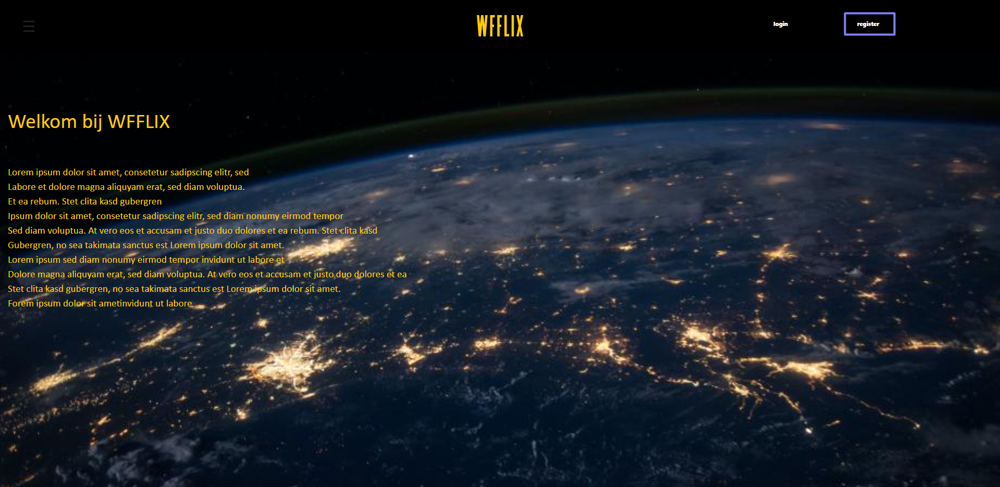 WFFLIX
login
register
Welkom bij WFFLIX
Lorem ipsum dolor sit amet, consetetur sadipscing elitr, sed
Labore et dolore magna aliquyam erat, sed diam voluptua.
Et ea rebum. Stet clita kasd gubergren
Ipsum dolor sit amet, consetetur sadipscing elitr, sed diam nonumy eirmod tempor
Sed diam voluptua. At vero eos et accusam et justo duo dolores et ea rebum. Stet clita kasd
Gubergren, no sea takimata sanctus est Lorem ipsum dolor sit amet.
Lorem ipsum sed diam nonumy eirmod tempor invidunt ut labore et
Dolore magna aliquyam erat, sed diam voluptua. At vero eos et accusam et justo duo dolores et ea
Stet clita kasd gubergren, no sea takimata sanctus est Lorem ipsum dolor sit amet.
Forem ipsum dolor sit ametinvidunt ut labore